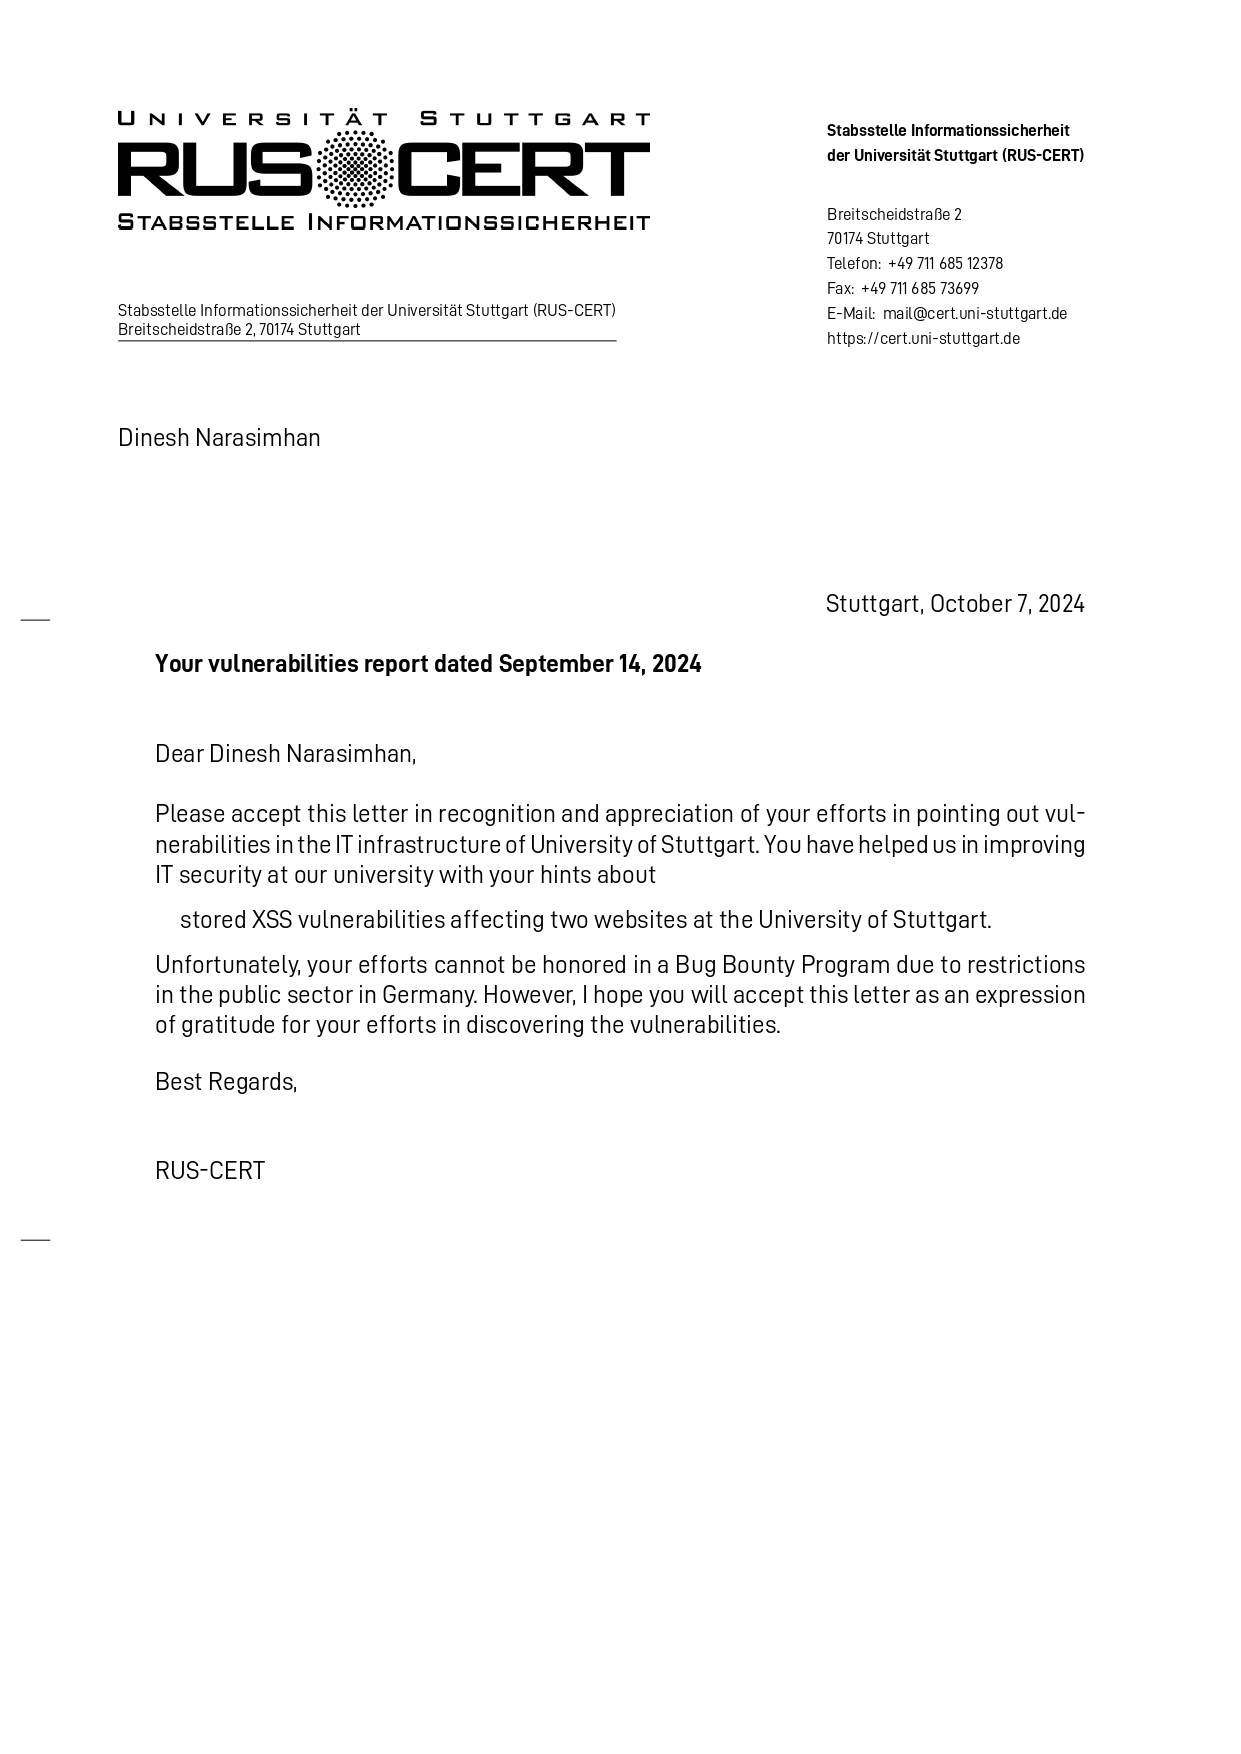 UNIVERSITÄT STUTTGART
RUS CERT
STABSSTELLE INFORMATIONSSICHERHEIT
Stabsstelle Informationssicherheit
der Universität Stuttgart (RUS-CERT)
Breitscheidstraße 2
70174 Stuttgart
Telefon: +49 711 685 12378
Fax: +49 711 685 73699
E-Mail: mail@cert.uni-stuttgart.de
https://cert.uni-stuttgart.de
Stabsstelle Informationssicherheit der Universität Stuttgart (RUS-CERT)
Breitscheidstraße 2, 70174 Stuttgart
Dinesh Narasimhan
Stuttgart, October 7, 2024
Your vulnerabilities report dated September 14, 2024
Dear Dinesh Narasimhan,
Please accept this letter in recognition and appreciation of your efforts in pointing out vul-
nerabilities in the IT infrastructure of University of Stuttgart. You have helped us in improving
IT security at our university with your hints about
stored XSS vulnerabilities affecting two websites at the University of Stuttgart.
Unfortunately, your efforts cannot be honored in a Bug Bounty Program due to restrictions
in the public sector in Germany. However, I hope you will accept this letter as an expression
of gratitude for your efforts in discovering the vulnerabilities.
Best Regards,
RUS-CERT